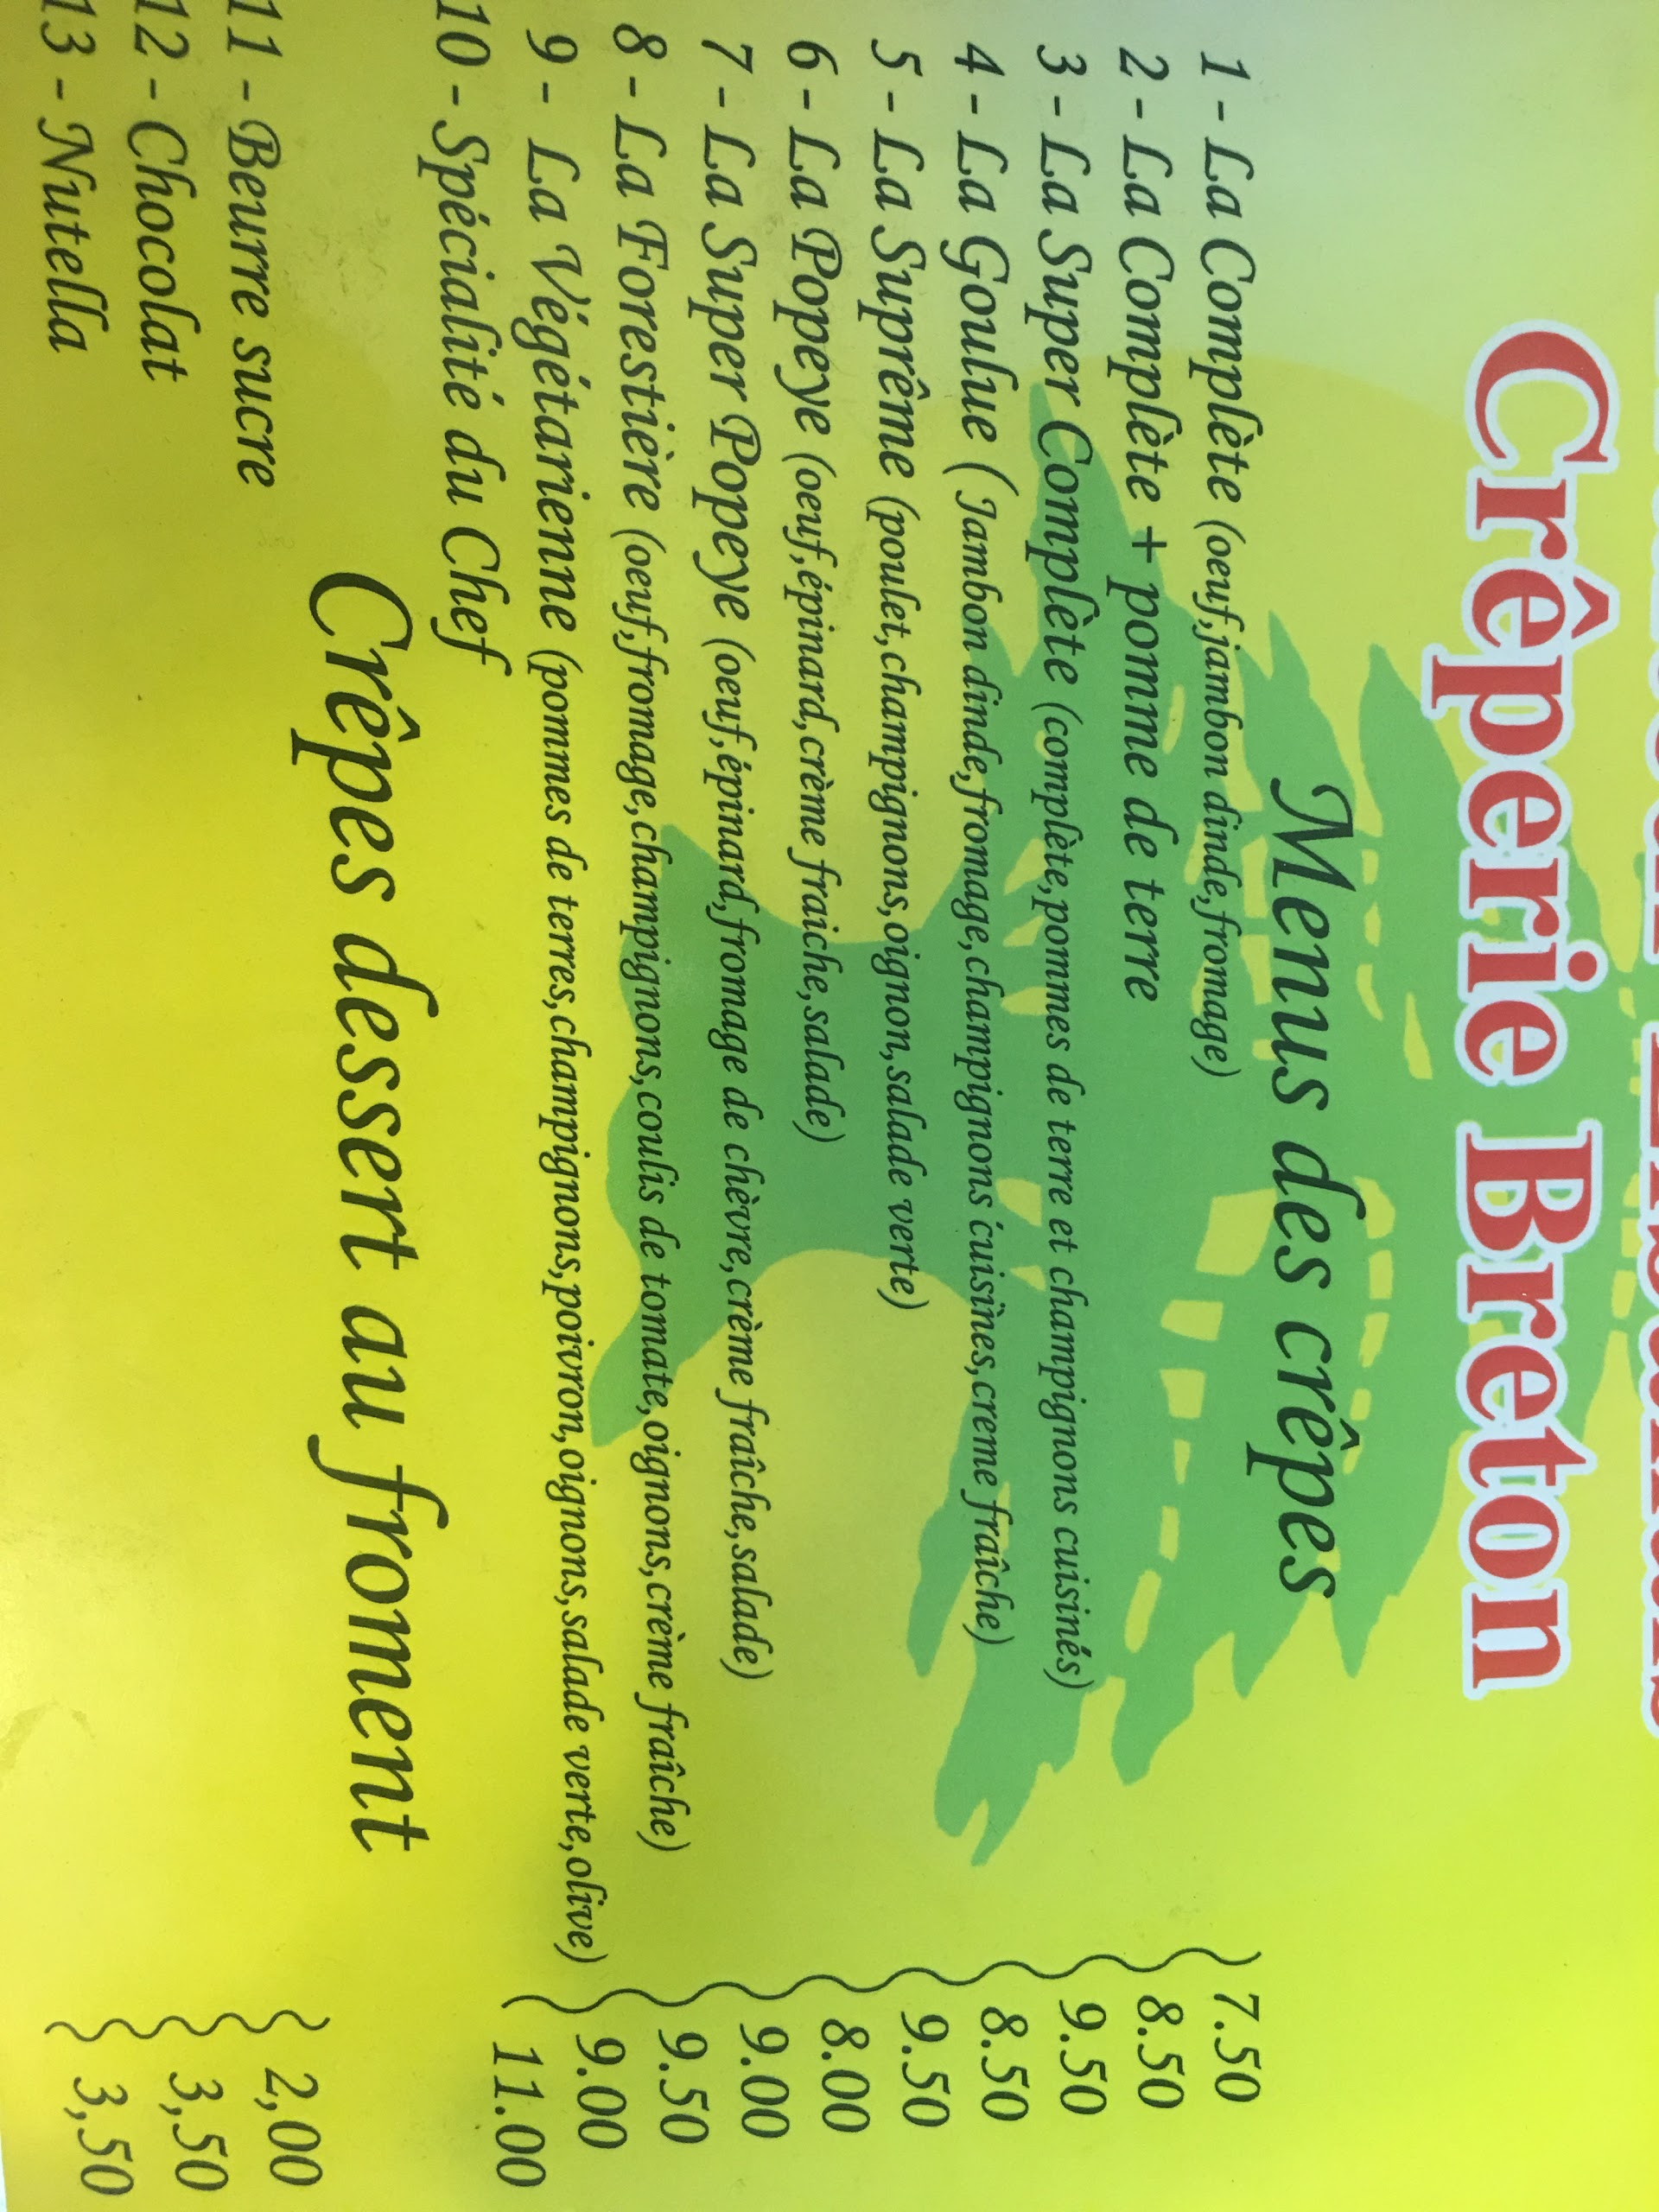 Crêperie Breton
Menus des crêpes
1 - La Complète (oeuf,jambon dinde,fromage) 7.50
2 - La Complète + pomme de terre 8.50
3 - La Super Complète (complète,pommes de terre et champignons cuisinés) 9.50
4 - La Goulue ( Jambon dinde,fromage,champignons cuisines,creme fraîche) 8.50
5 - La Suprême (poulet,champignons,oignon,salade verte) 9.50
6 - La Popeye (oeuf,épinard,crème fraiche,salade) 8.00
7 - La Super Popeye (oeuf,épinard,fromage de chèvre,crème fraîche,salade) 9.00
8 - La Forestière (oeuf,fromage,champignons,coulis de tomate,oignons,crème fraîche) 9.50
9 - La Végétarienne (pommes de terres,champignons,poivron,oignons,salade verte,olive) 9.00
10 - Spécialité du Chef 11.00
Crêpes dessert au froment
11 - Beurre sucre 2,00
12 - Chocolat 3,50
13 - Nutella 3,50